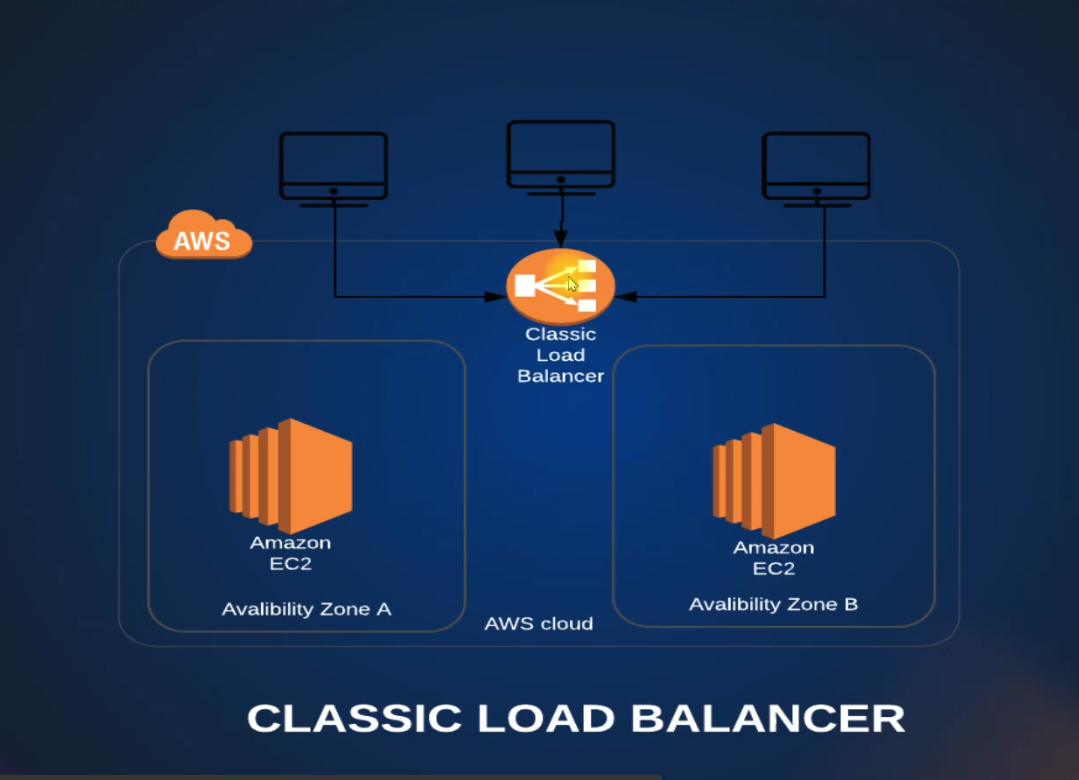 AWS
Classic
Load
Balancer
Amazon
EC2
Avalibility Zone A
Amazon
EC2
Avalibility Zone B
AWS cloud
CLASSIC LOAD BALANCER